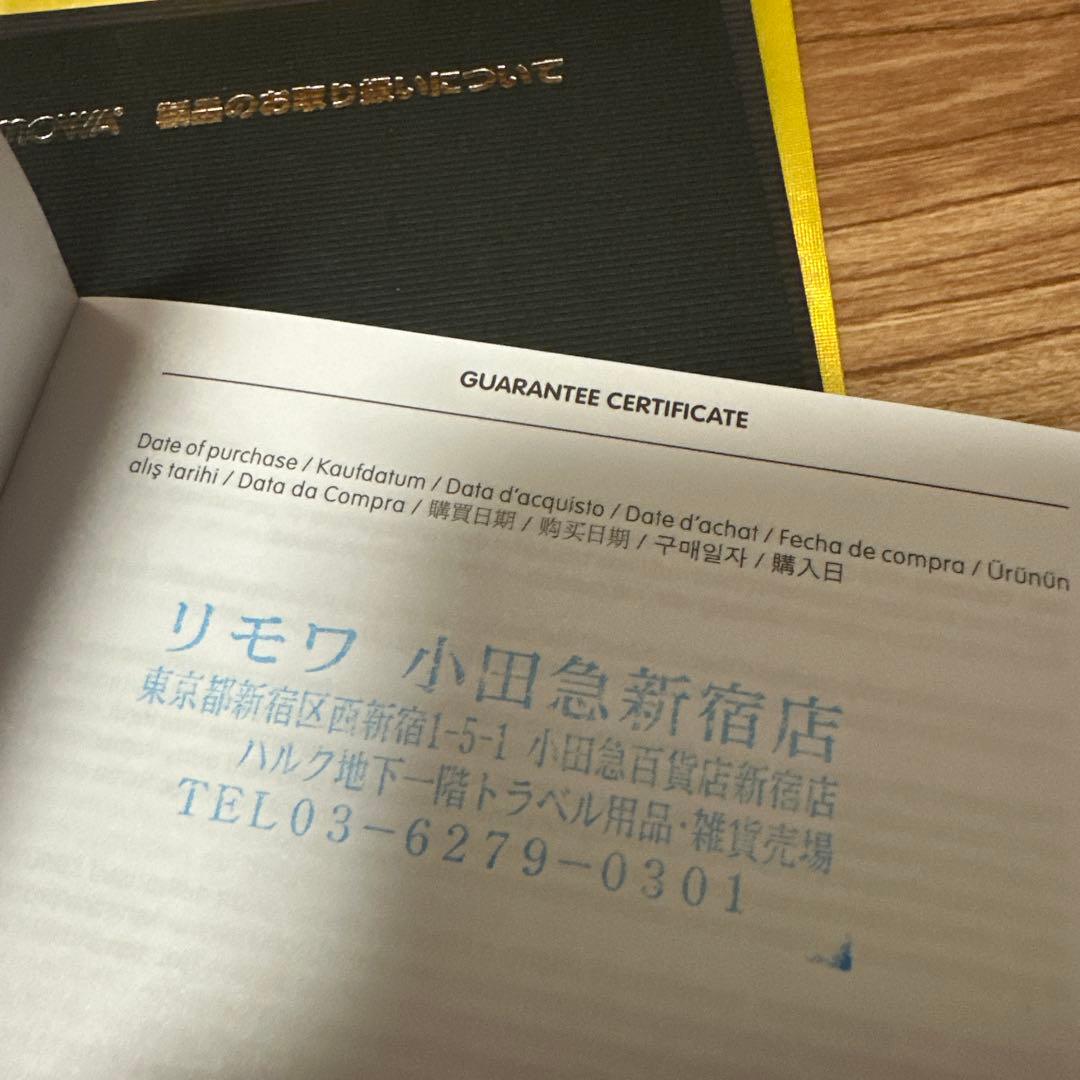 製品のお取り扱いについて
GUARANTEE CERTIFICATE
Date of purchase / Kaufdatum / Data d'acquisto / Date d'achat / Fecha de compra / Ürünün
alış tarihi / Data da Compra / 購買日期 / 购买日期 / 구매일자 / 購入日
リモワ 小田急新宿店
東京都新宿区西新宿1-5-1 小田急百貨店新宿店
ハルク地下一階トラベル用品・雑貨売場
TEL03-6279-0301